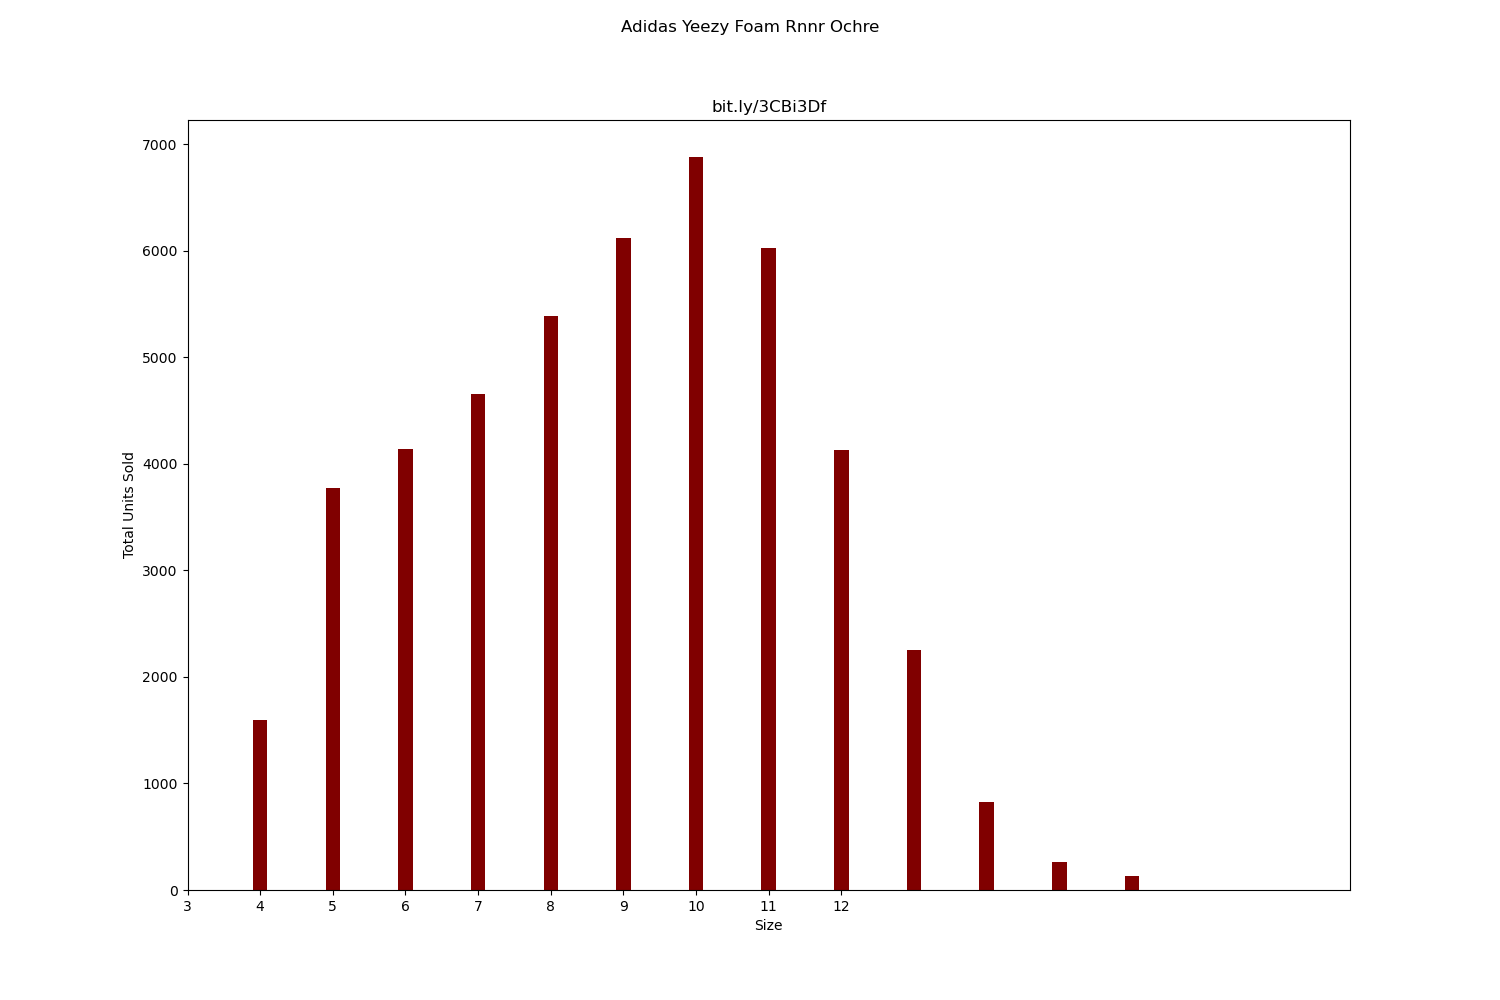 Adidas Yeezy Foam Rnnr Ochre
bit.ly/3CBi3Df
7000
6000
5000
4000
3000
2000
1000
0
Total Units Sold
3 4 5 6 7 8 9 10 11 12
Size